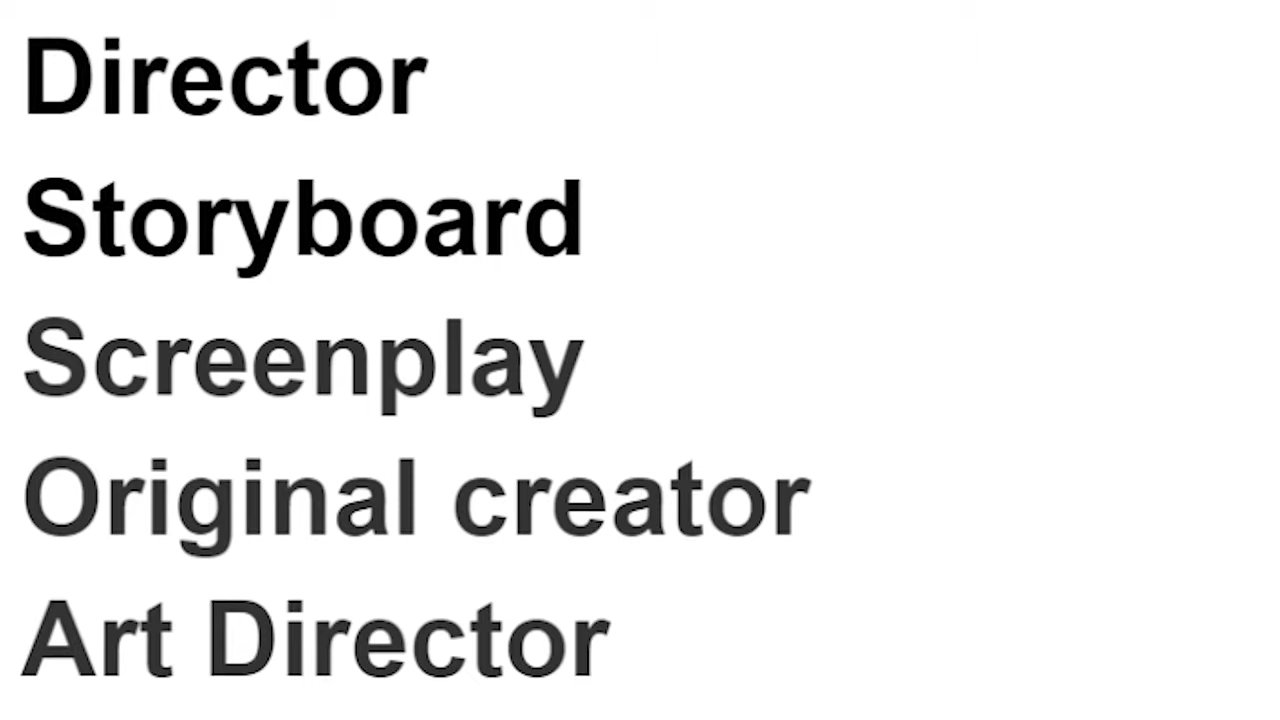 Director
Storyboard
Screenplay
Original creator
Art Director